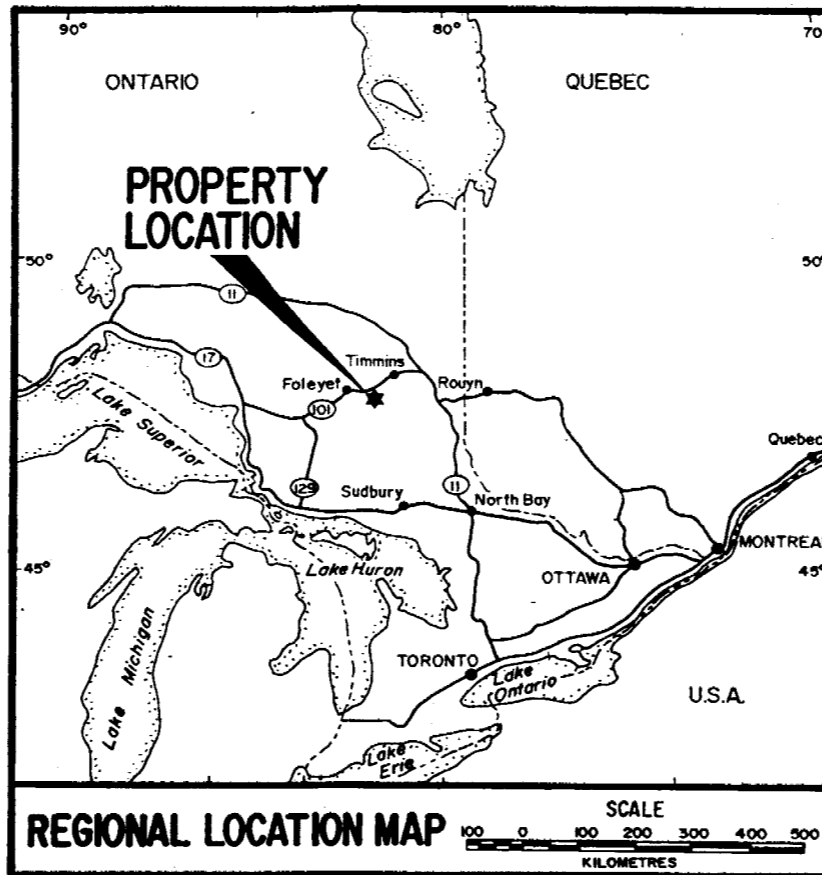 90° 80° 70
ONTARIO QUEBEC
PROPERTY
LOCATION
50° 50°
11
17
Timmins
Foleyet Rouyn
101
Lake Superior
Quebec
129 11
Sudbury North Bay
MONTREA
Lake Huron
OTTAWA
45° 45°
Lake Michigan
TORONTO
Lake
Ontario
U.S.A.
Lake
Erie
REGIONAL LOCATION MAP
SCALE
100 0 100 200 300 400 500
KILOMETRES